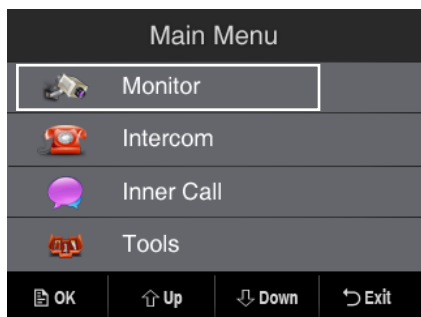 Main Menu
Monitor
Intercom
Inner Call
Tools
OK Up Down Exit